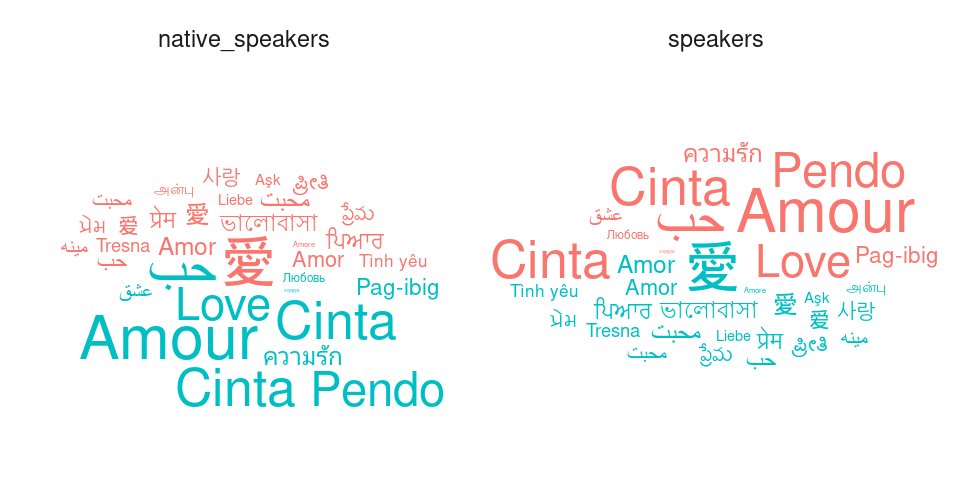 native_speakers
사랑
Aşk
ప్రేతి
அன்பு
محبت
Liebe
محبت
પ્રેમ
愛
प्रेम
愛
ভালোবাসা
ప్రేమ
مينه
Tresna
Amor
Amore
ਪਿਆਰ
حب
حب
愛
Amor
Tình yêu
عشق
Любовь
Pag-ibig
Love
Cinta
Amour
ความรัก
Cinta
Pendo
speakers
ความรัก
Pendo
Cinta
Amour
عشق
حب
Любовь
Cinta
Amor
愛
Love
Pag-ibig
Tình yêu
Amor
Amore
அன்பு
પ્રેમ
ਪਿਆਰ
ভালোবাসা
愛
Aşk
愛
사랑
Tresna
محبت
Liebe
प्रेम
مينه
محبت
ప్రేమ
حب